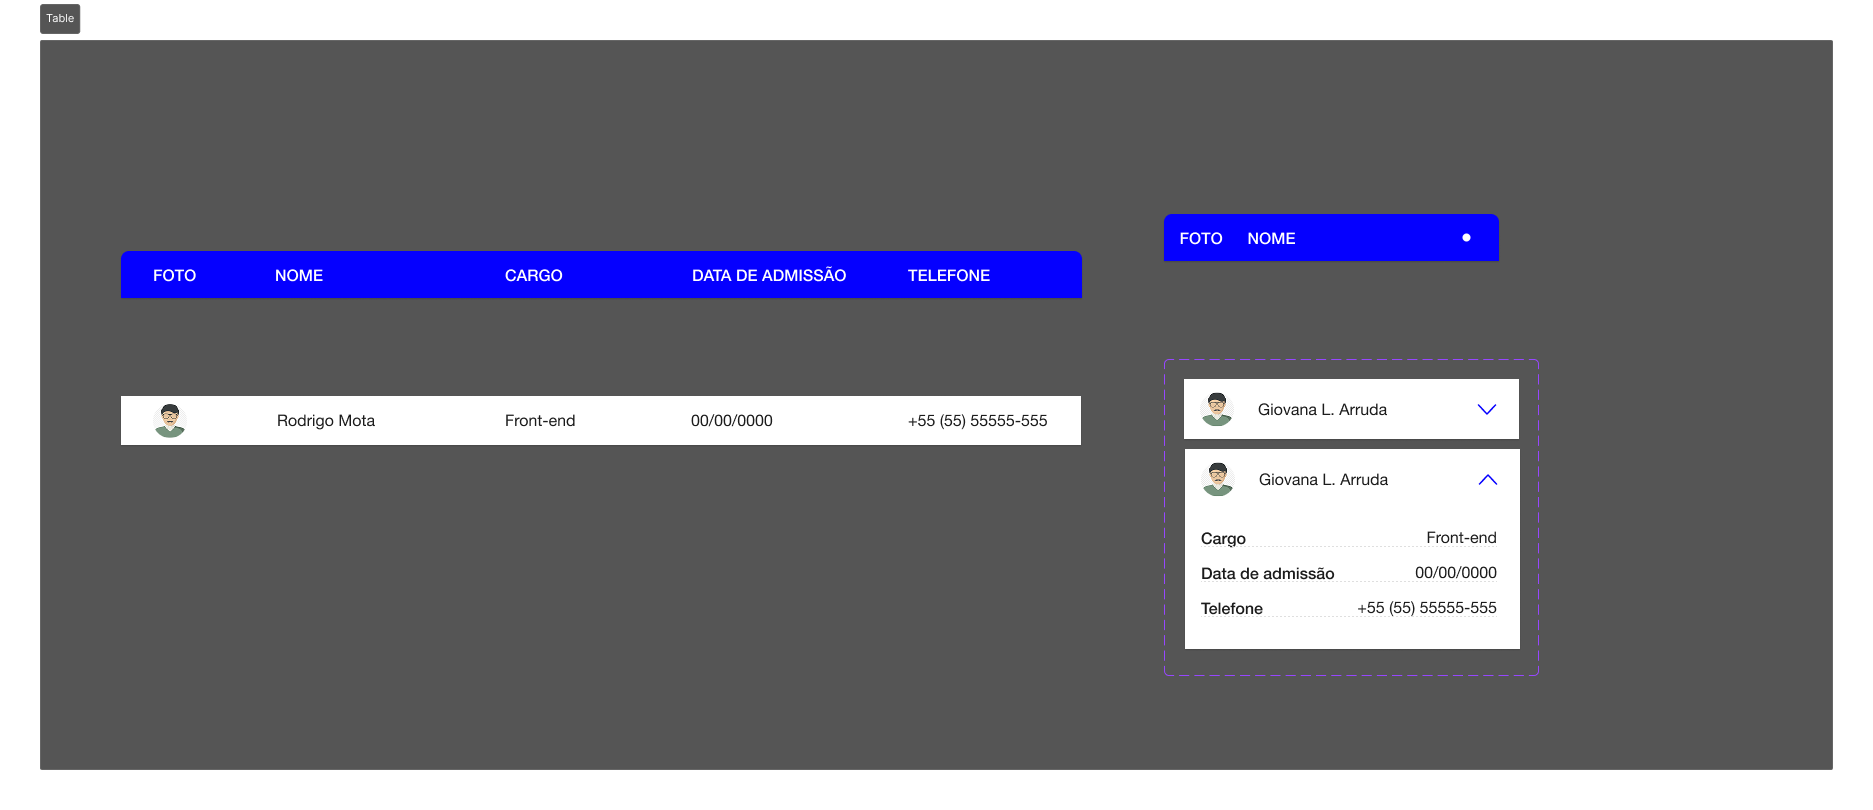 Table
FOTO NOME CARGO DATA DE ADMISSÃO TELEFONE
Rodrigo Mota Front-end 00/00/0000 +55 (55) 55555-555
FOTO NOME
Giovana L. Arruda
Giovana L. Arruda
Cargo Front-end
Data de admissão 00/00/0000
Telefone +55 (55) 55555-555